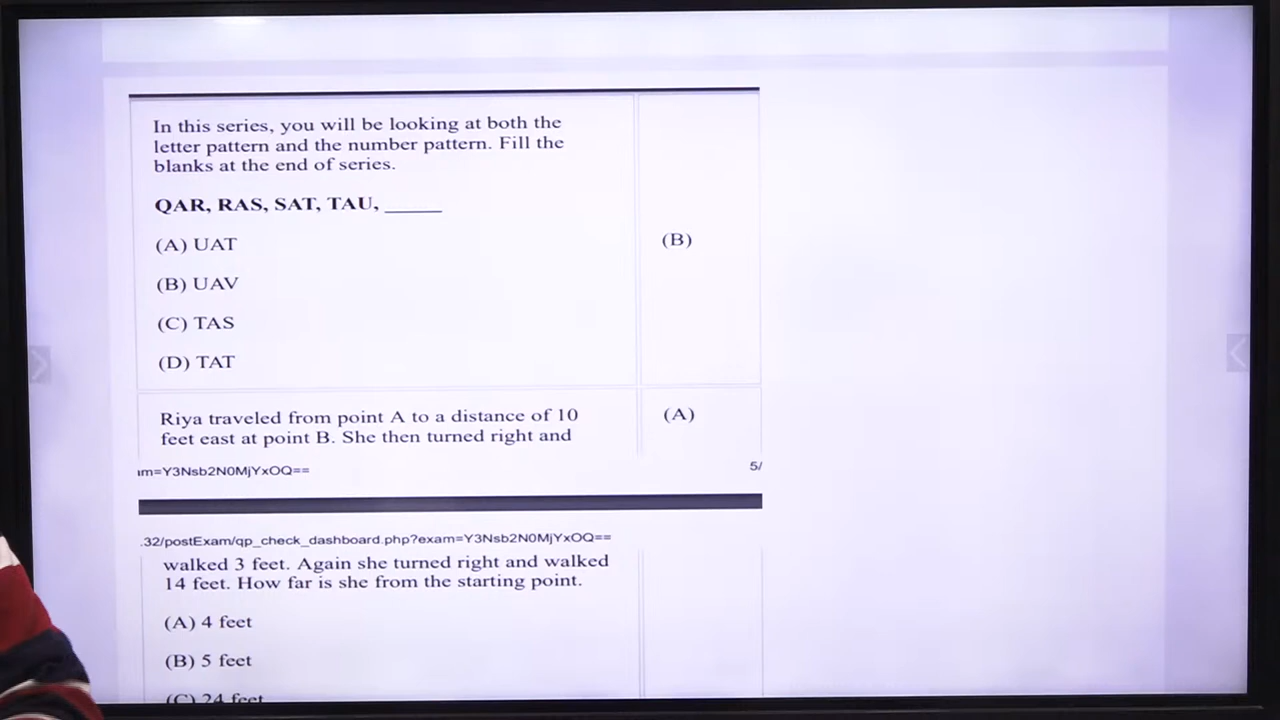 In this series, you will be looking at both the
letter pattern and the number pattern. Fill the
blanks at the end of series.
QAR, RAS, SAT, TAU, _____
(A) UAT
(B) UAV
(C) TAS
(D) TAT
(B)
Riya traveled from point A to a distance of 10
feet east at point B. She then turned right and
(A)
m=Y3Nsb2N0MjYxOQ==
5/
.32/postExam/qp_check_dashboard.php?exam=Y3Nsb2N0MjYxOQ==
walked 3 feet. Again she turned right and walked
14 feet. How far is she from the starting point.
(A) 4 feet
(B) 5 feet
(C) 24 feet